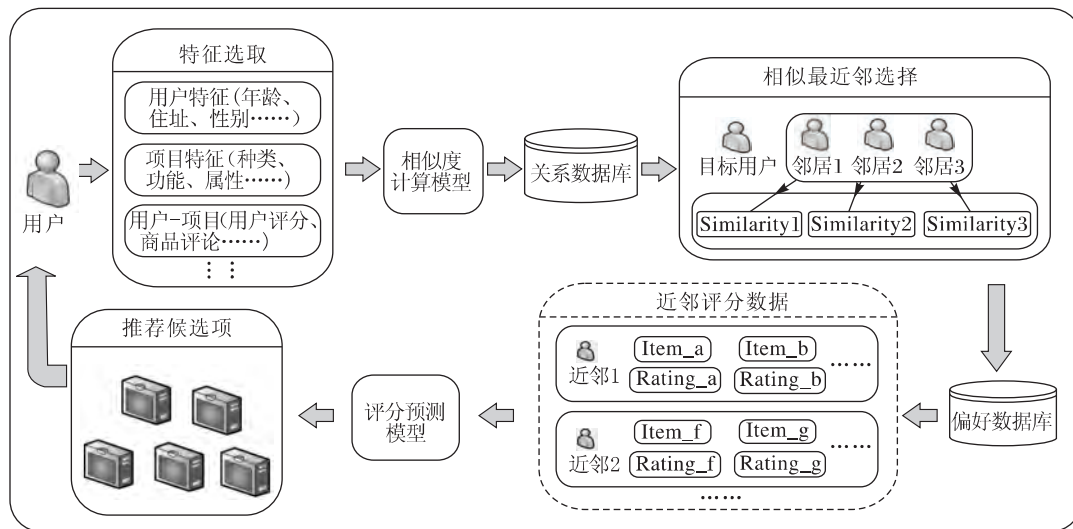 特征选取
用户特征(年龄、
住址、性别……)
项目特征(种类、
功能、属性……)
用户-项目(用户评分、
商品评论……)
⋮ ⋮
用户
相似度
计算模型
关系数据库
相似最近邻选择
目标用户
邻居1 邻居2 邻居3
Similarity1 Similarity2 Similarity3
偏好数据库
近邻评分数据
近邻1
Item_a Item_b ……
Rating_a Rating_b
近邻2
Item_f Item_g ……
Rating_f Rating_g
……
评分预测
模型
推荐候选项